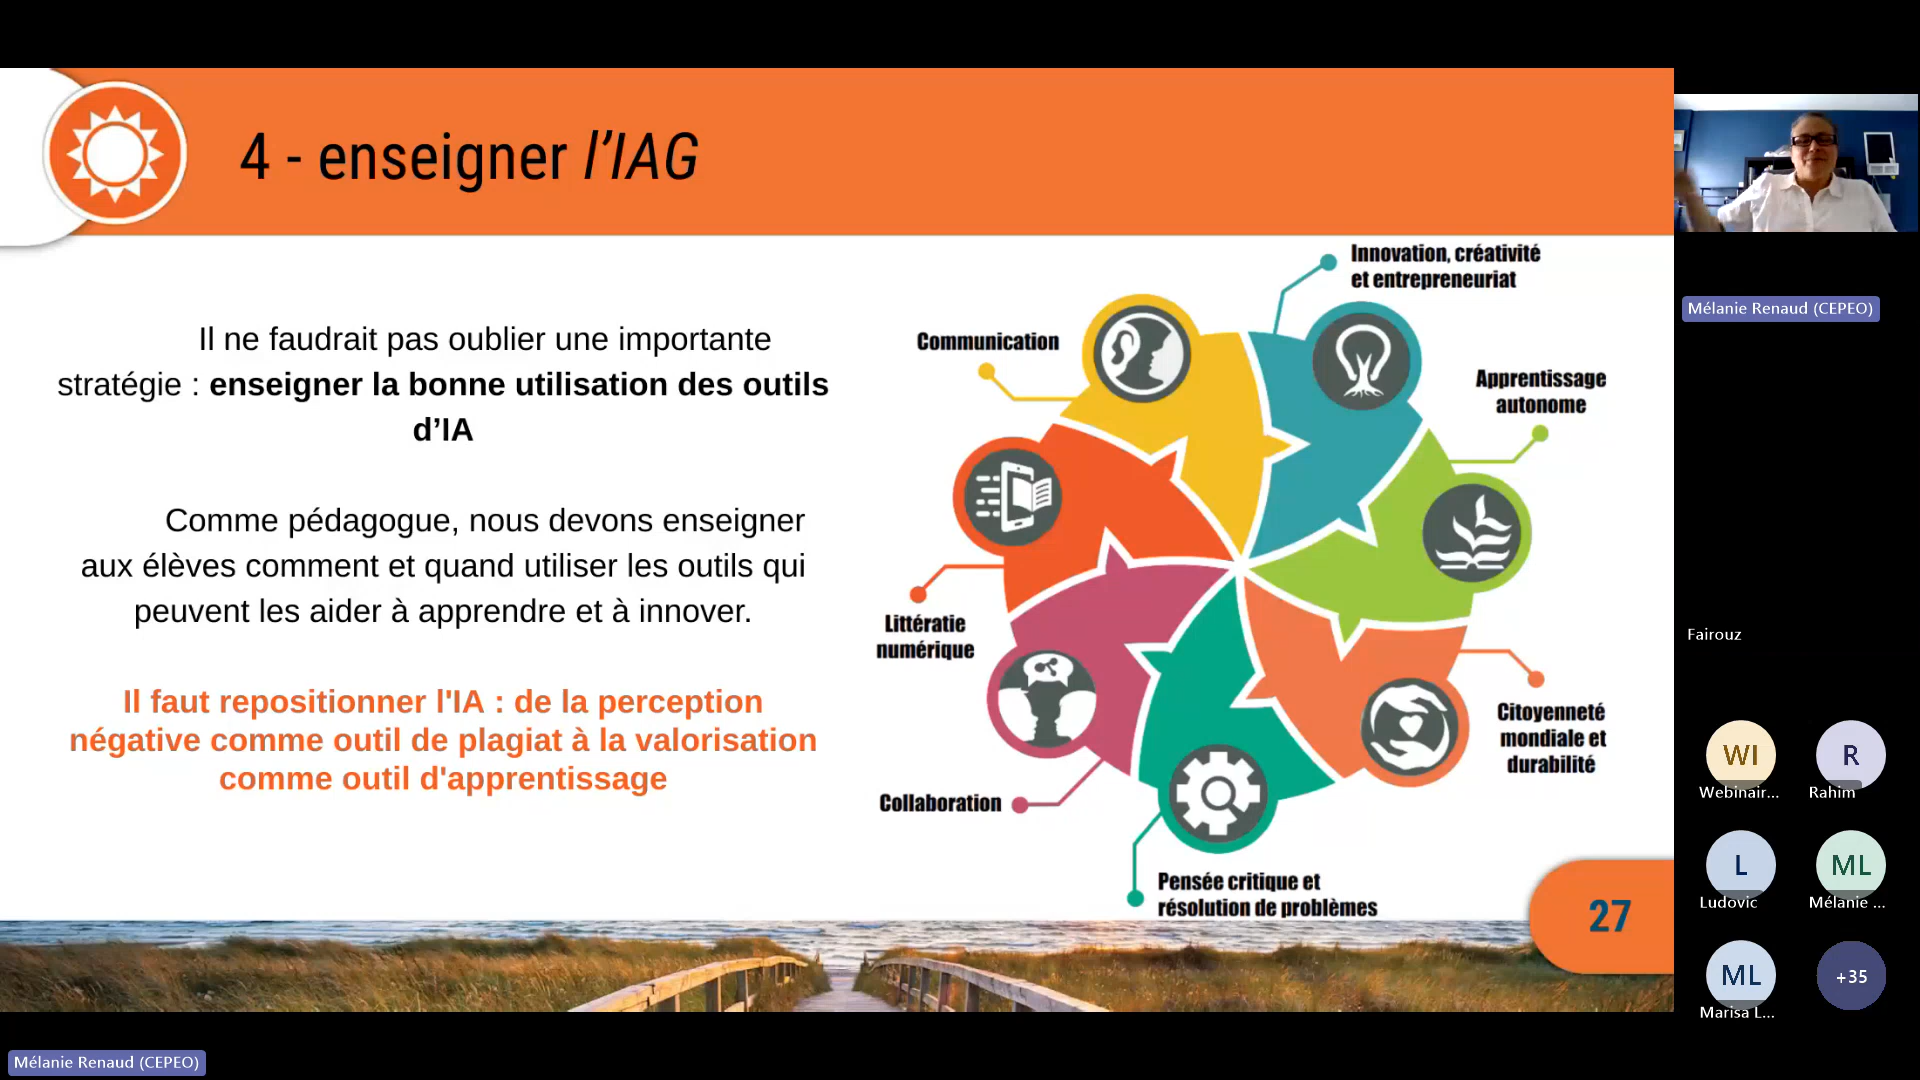 4 - enseigner l’IAG
Il ne faudrait pas oublier une importante
stratégie : enseigner la bonne utilisation des outils
d’IA
Comme pédagogue, nous devons enseigner
aux élèves comment et quand utiliser les outils qui
peuvent les aider à apprendre et à innover.
Il faut repositionner l'IA : de la perception
négative comme outil de plagiat à la valorisation
comme outil d'apprentissage
Innovation, créativité
et entrepreneuriat
Communication
Apprentissage
autonome
Littératie
numérique
Citoyenneté
mondiale et
durabilité
Collaboration
Pensée critique et
résolution de problèmes
27
Mélanie Renaud (CEPEO)
Fairouz
WI
Webinair...
R
Rahim
L
Ludovic
ML
Mélanie ...
ML
Marisa L...
+35
Mélanie Renaud (CEPEO)